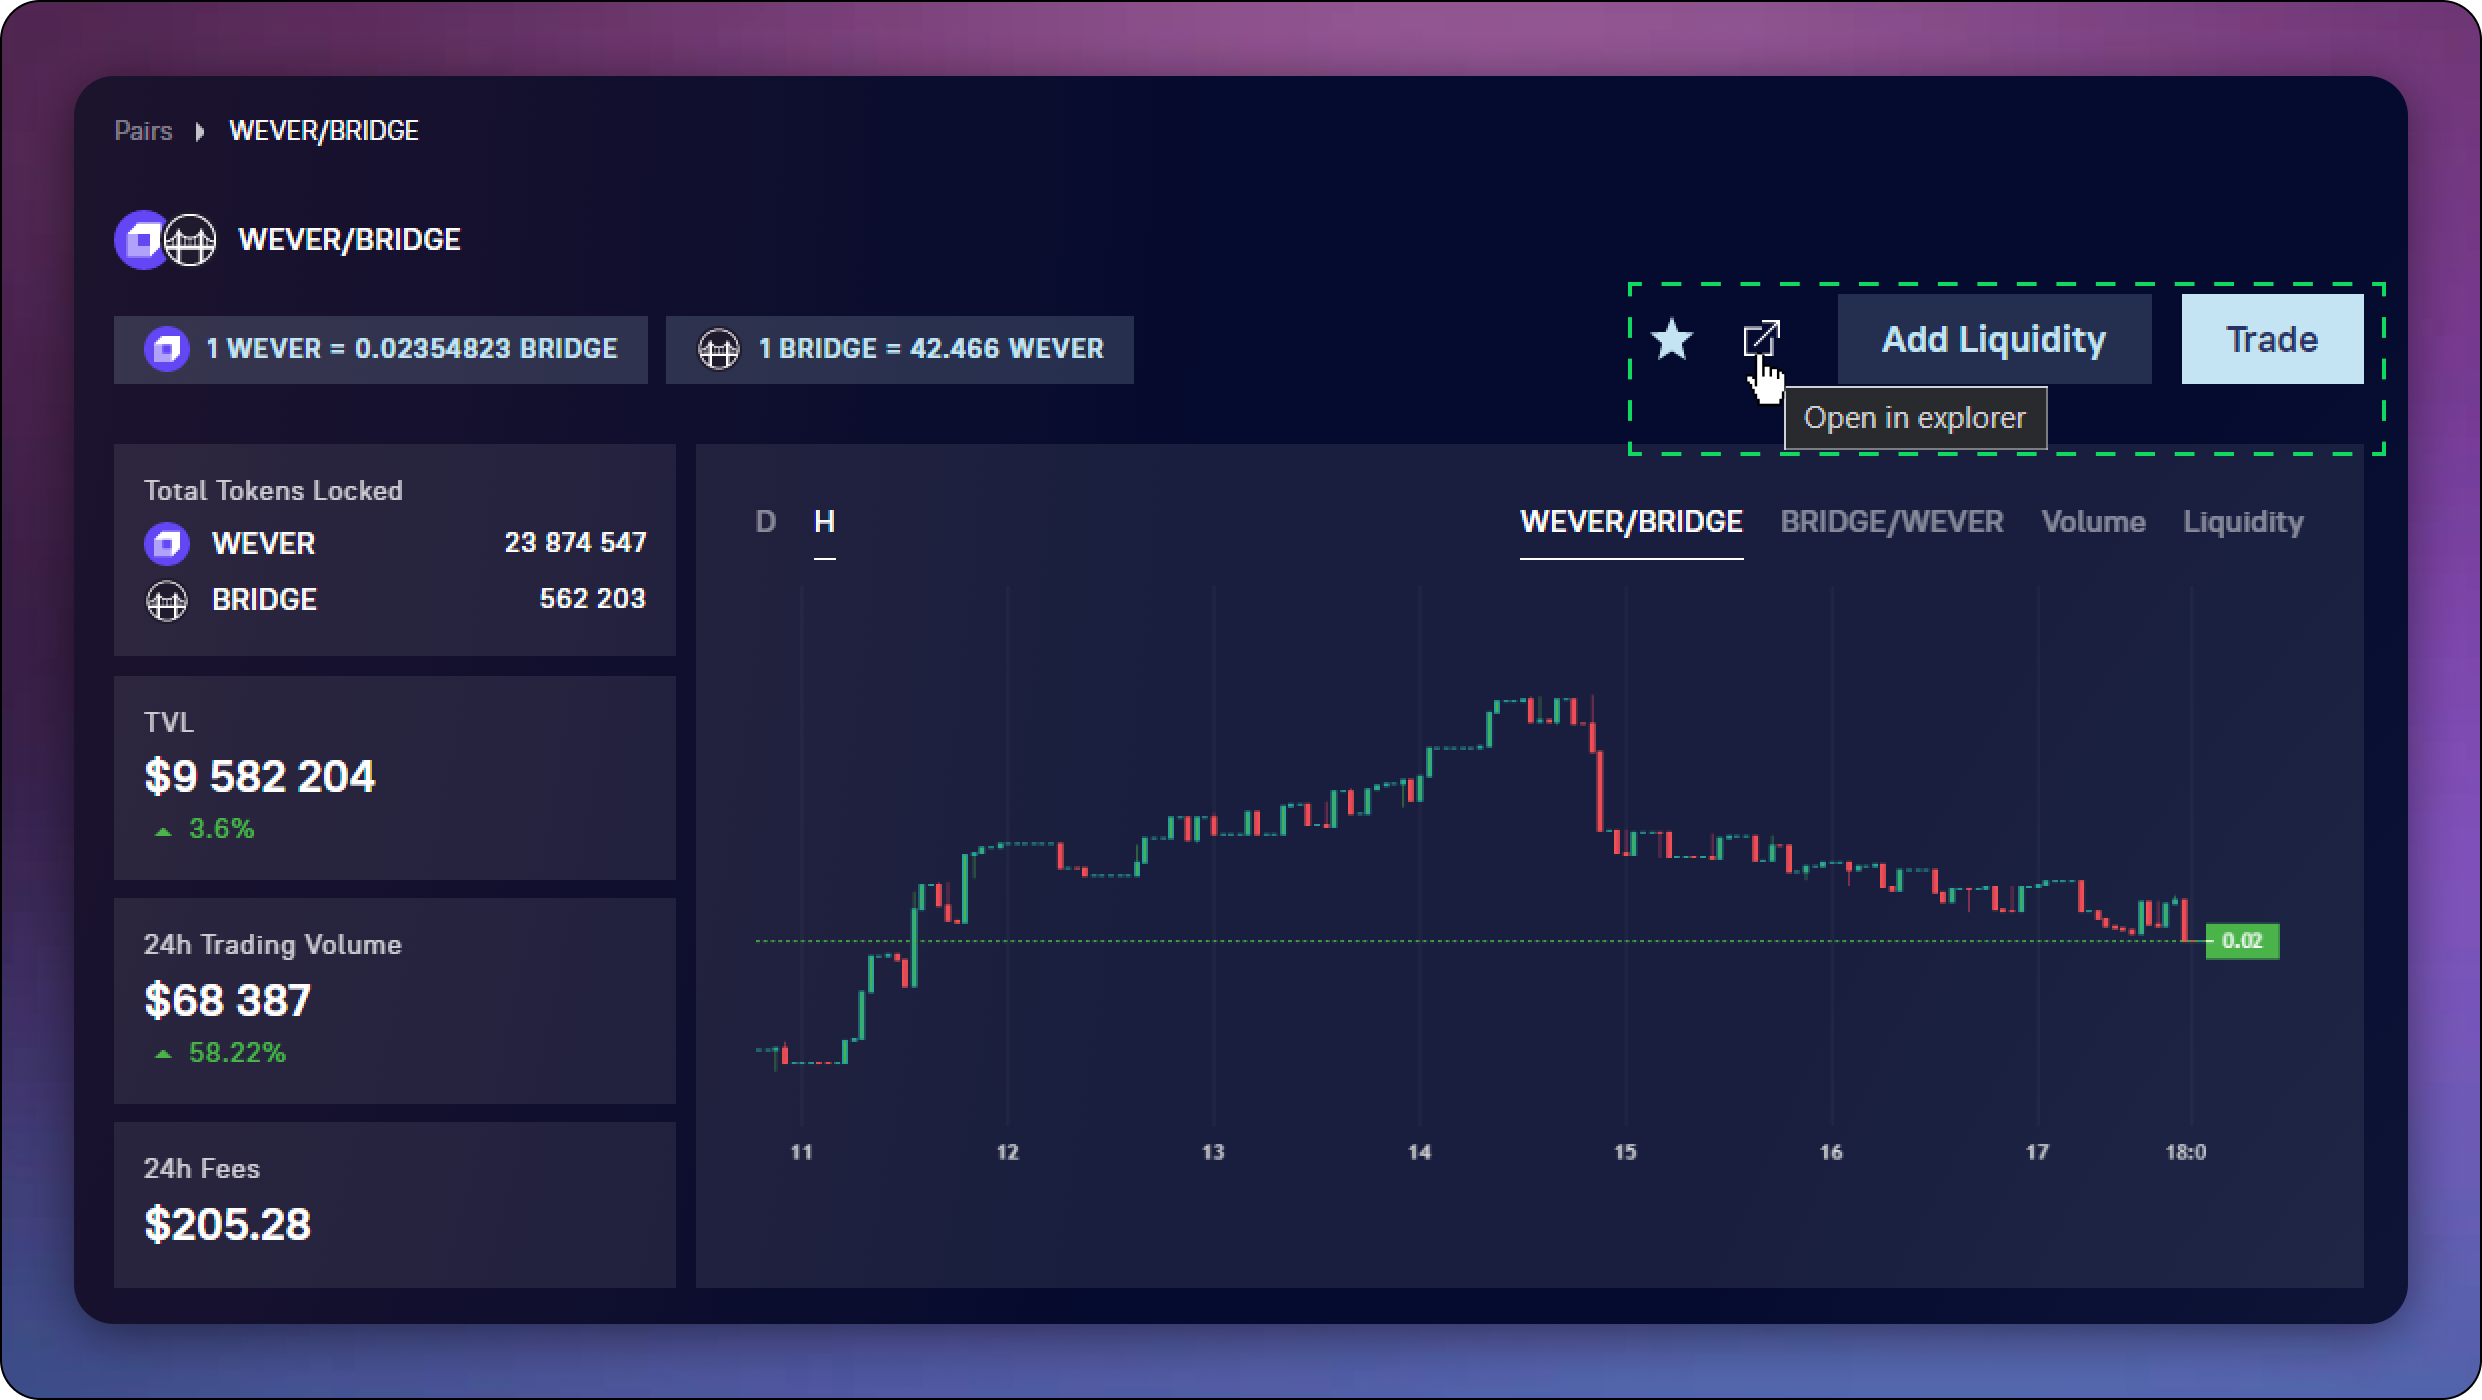 Pairs WEVER/BRIDGE
WEVER/BRIDGE
1 WEVER = 0.02354823 BRIDGE
1 BRIDGE = 42.466 WEVER
Add Liquidity
Trade
Open in explorer
Total Tokens Locked
WEVER 23 874 547
BRIDGE 562 203
TVL
$9 582 204
3.6%
24h Trading Volume
$68 387
58.22%
24h Fees
$205.28
D H
WEVER/BRIDGE BRIDGE/WEVER Volume Liquidity
0.02
11 12 13 14 15 16 17 18:0